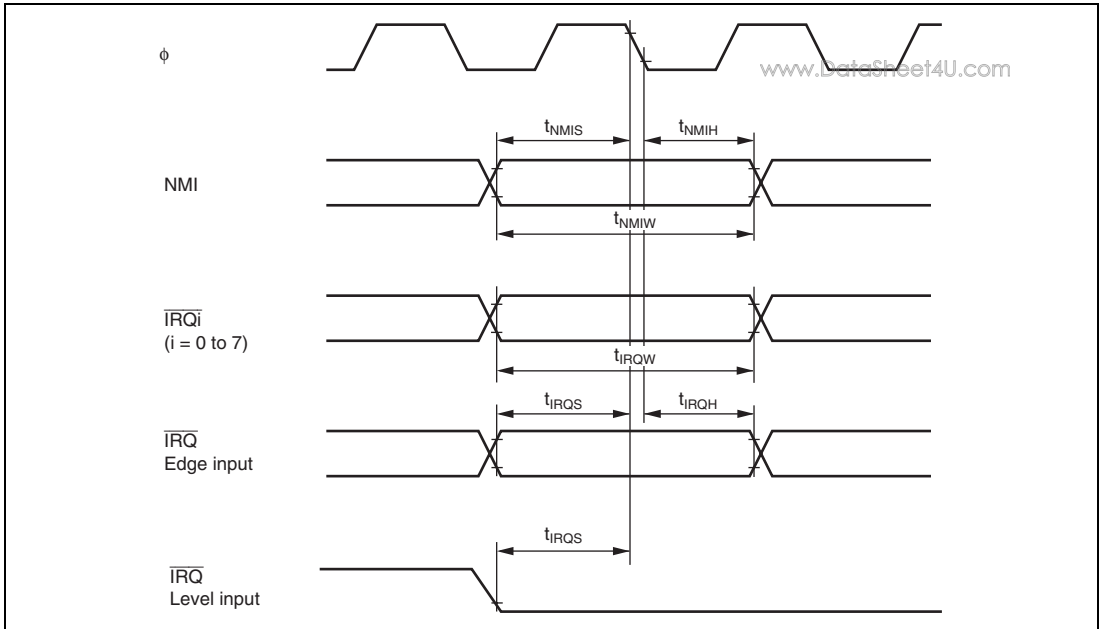 ϕ
www.DataSheet4U.com
tNMIS
tNMIH
NMI
tNMIW
IRQi
(i = 0 to 7)
tIRQW
tIRQS
tIRQH
IRQ
Edge input
tIRQS
IRQ
Level input